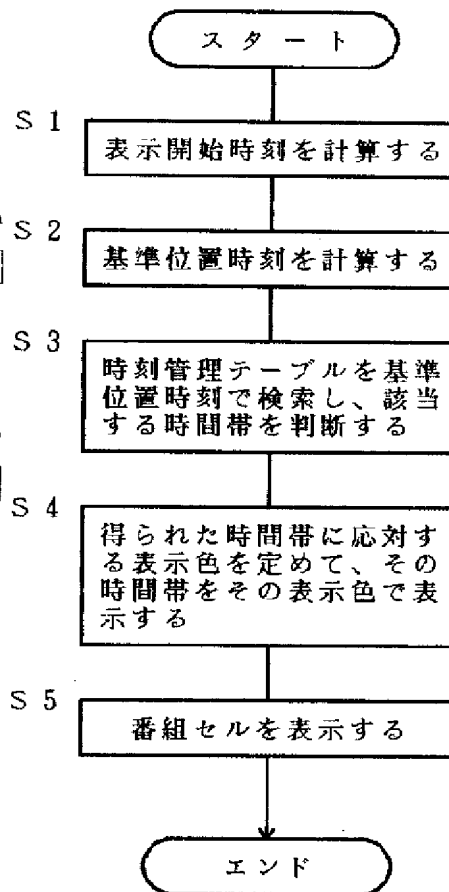 スタート
S1
表示開始時刻を計算する
S2
基準位置時刻を計算する
S3
時刻管理テーブルを基準
位置時刻で検索し、該当
する時間帯を判断する
S4
得られた時間帯に応対す
る表示色を定めて、その
時間帯をその表示色で表
示する
S5
番組セルを表示する
エンド